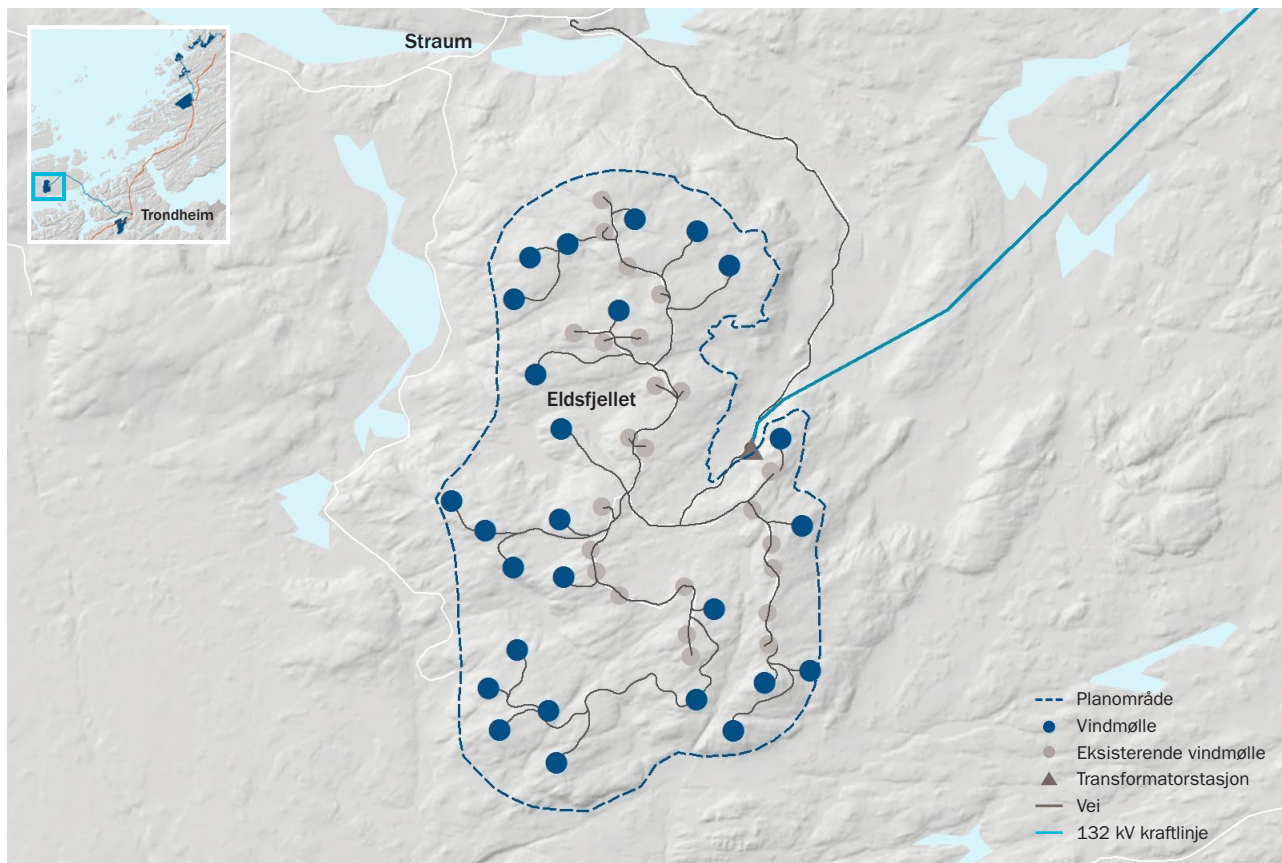 Straum
Trondheim
Eldsfjellet
Planområde
Vindmølle
Eksisterende vindmølle
Transformatorstasjon
Vei
132 kV kraftlinje